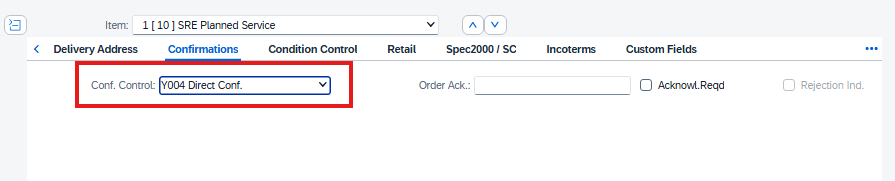 Item: 1 [ 10 ] SRE Planned Service
Delivery Address Confirmations Condition Control Retail Spec2000 / SC Incoterms Custom Fields
Conf. Control: Y004 Direct Conf. Order Ack.: Acknowl.Reqd Rejection Ind.